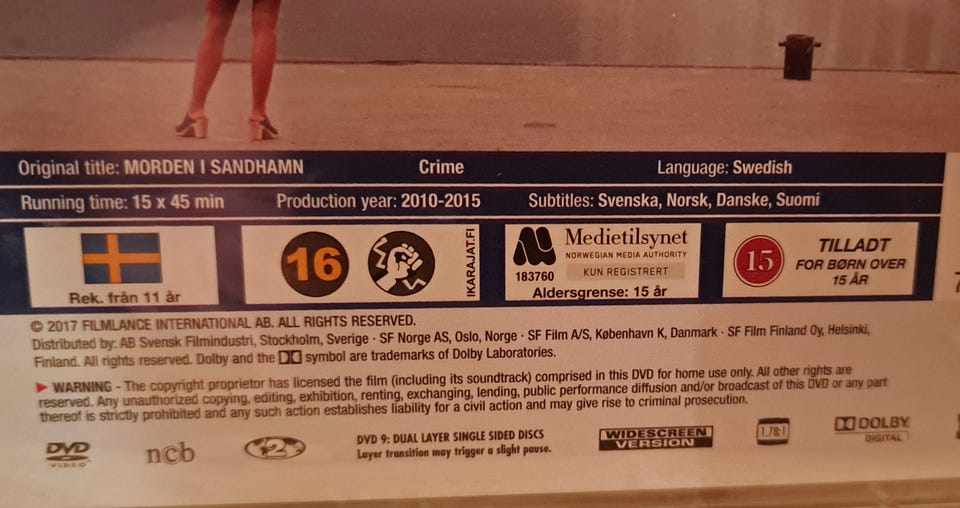 Original title: MORDEN I SANDHAMN Crime Language: Swedish
Running time: 15 x 45 min Production year: 2010-2015 Subtitles: Svenska, Norsk, Danske, Suomi
Rek. från 11 år
16
IKARAJAT.FI
Medietilsynet
NORWEGIAN MEDIA AUTHORITY
183760 KUN REGISTRERT
Aldersgrense: 15 år
15
TILLADT
FOR BØRN OVER
15 ÅR
© 2017 FILMLANCE INTERNATIONAL AB. ALL RIGHTS RESERVED.
Distributed by: AB Svensk Filmindustri, Stockholm, Sverige · SF Norge AS, Oslo, Norge · SF Film A/S, København K, Danmark · SF Film Finland Oy, Helsinki,
Finland. All rights reserved. Dolby and the symbol are trademarks of Dolby Laboratories.
WARNING - The copyright proprietor has licensed the film (including its soundtrack) comprised in this DVD for home use only. All other rights are
reserved. Any unauthorized copying, editing, exhibition, renting, exchanging, lending, public performance diffusion and/or broadcast of this DVD or any part
thereof is strictly prohibited and any such action establishes liability for a civil action and may give rise to criminal prosecution.
DVD
VIDEO
ncb
2
DVD 9: DUAL LAYER SINGLE SIDED DISCS
Layer transition may trigger a slight pause.
WIDESCREEN
VERSION
1.78:1
DOLBY
DIGITAL